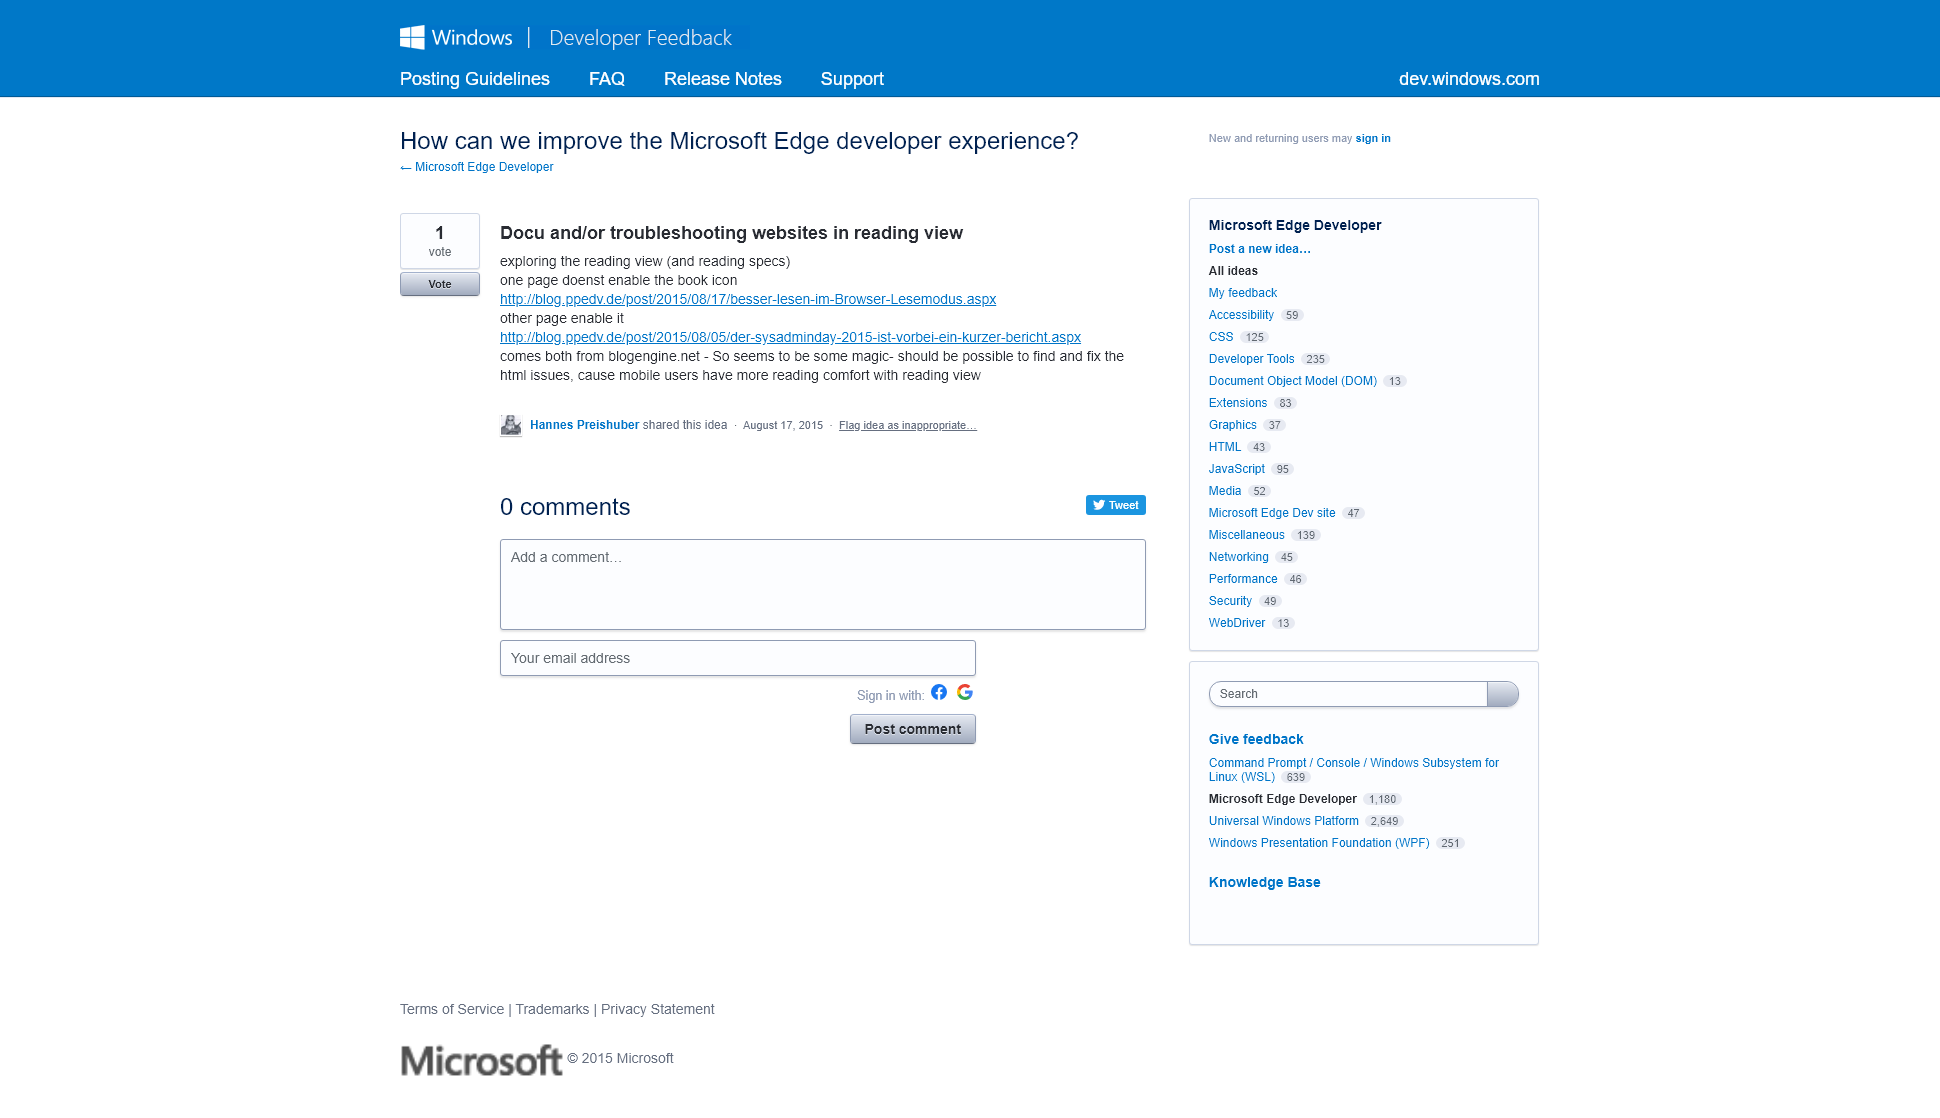 Windows | Developer Feedback
Posting Guidelines FAQ Release Notes Support dev.windows.com
How can we improve the Microsoft Edge developer experience?
← Microsoft Edge Developer
New and returning users may sign in
1
vote
Vote
Docu and/or troubleshooting websites in reading view
exploring the reading view (and reading specs)
one page doenst enable the book icon
http://blog.ppedv.de/post/2015/08/17/besser-lesen-im-Browser-Lesemodus.aspx
other page enable it
http://blog.ppedv.de/post/2015/08/05/der-sysadminday-2015-ist-vorbei-ein-kurzer-bericht.aspx
comes both from blogengine.net - So seems to be some magic- should be possible to find and fix the
html issues, cause mobile users have more reading comfort with reading view
Hannes Preishuber shared this idea · August 17, 2015 · Flag idea as inappropriate…
0 comments
Tweet
Add a comment…
Your email address
Sign in with:
Post comment
Microsoft Edge Developer
Post a new idea…
All ideas
My feedback
Accessibility 59
CSS 125
Developer Tools 235
Document Object Model (DOM) 13
Extensions 83
Graphics 37
HTML 43
JavaScript 95
Media 52
Microsoft Edge Dev site 47
Miscellaneous 139
Networking 45
Performance 46
Security 49
WebDriver 13
Search
Give feedback
Command Prompt / Console / Windows Subsystem for
Linux (WSL) 639
Microsoft Edge Developer 1,180
Universal Windows Platform 2,649
Windows Presentation Foundation (WPF) 251
Knowledge Base
Terms of Service | Trademarks | Privacy Statement
Microsoft © 2015 Microsoft